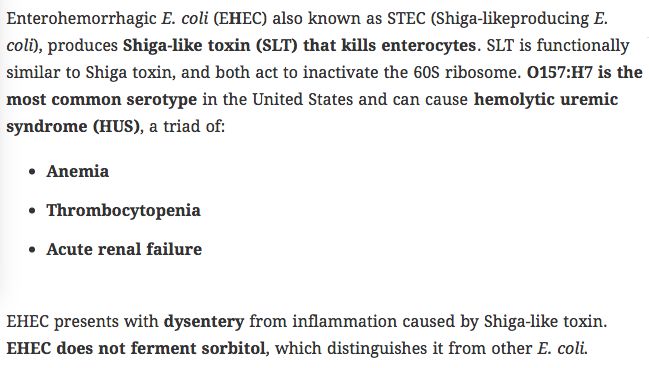 Enterohemorrhagic E. coli (EHEC) also known as STEC (Shiga-likeproducing E.
coli), produces Shiga-like toxin (SLT) that kills enterocytes. SLT is functionally
similar to Shiga toxin, and both act to inactivate the 60S ribosome. O157:H7 is the
most common serotype in the United States and can cause hemolytic uremic
syndrome (HUS), a triad of:
• Anemia
• Thrombocytopenia
• Acute renal failure
EHEC presents with dysentery from inflammation caused by Shiga-like toxin.
EHEC does not ferment sorbitol, which distinguishes it from other E. coli.